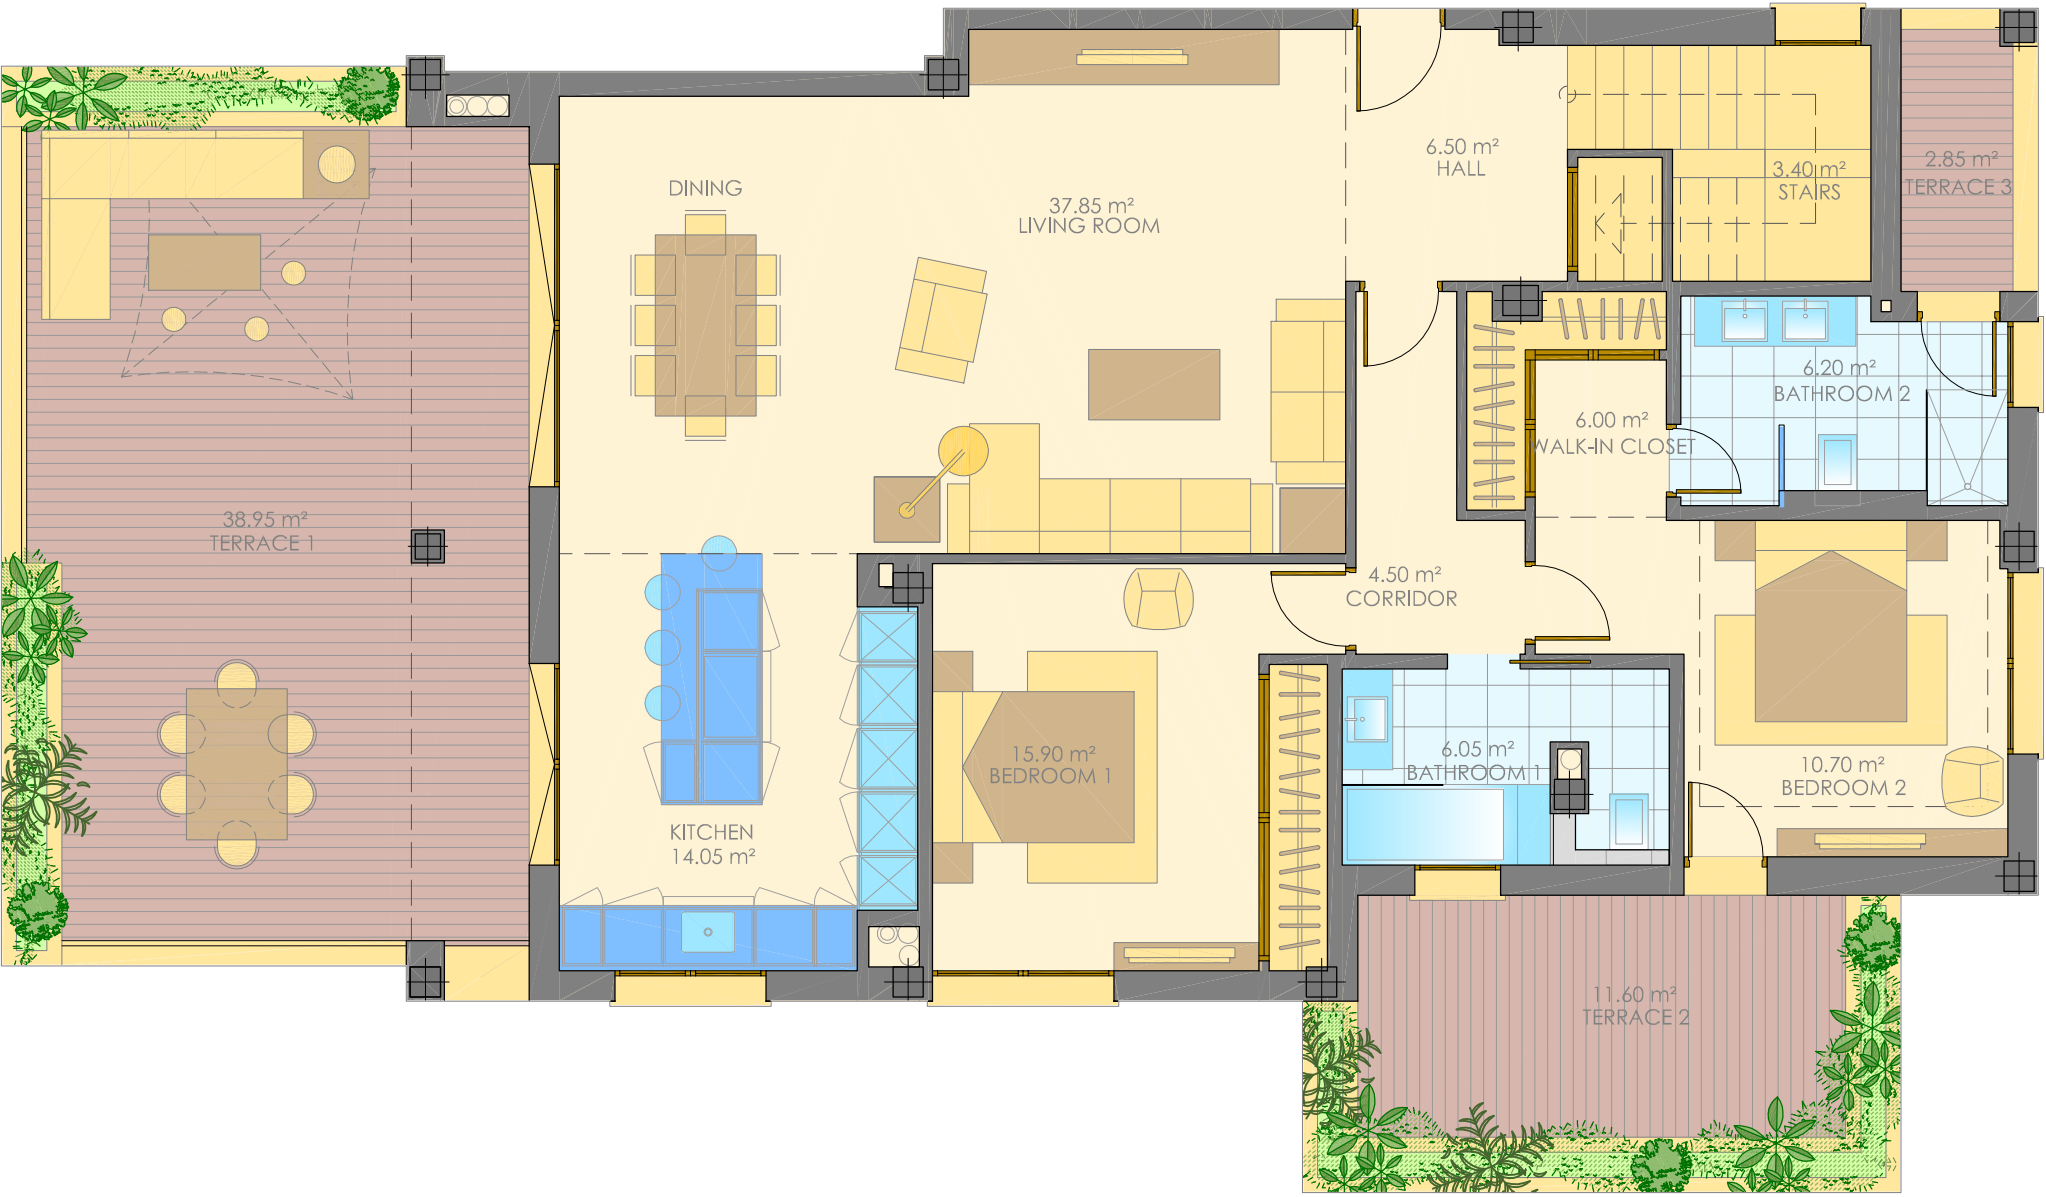 6.50 m²
HALL
2.85 m²
TERRACE 3
3.40 m²
STAIRS
DINING
37.85 m²
LIVING ROOM
6.20 m²
BATHROOM 2
6.00 m²
WALK-IN CLOSET
38.95 m²
TERRACE 1
4.50 m²
CORRIDOR
15.90 m²
BEDROOM 1
6.05 m²
BATHROOM 1
10.70 m²
BEDROOM 2
KITCHEN
14.05 m²
11.60 m²
TERRACE 2